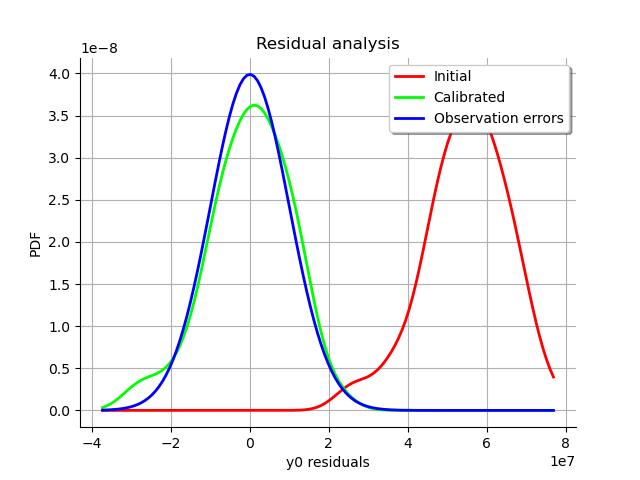 Residual analysis
1e−8
Initial
Calibrated
Observation errors
4.0
3.5
3.0
2.5
2.0
1.5
1.0
0.5
0.0
PDF
−4
−2
0
2
4
6
8
1e7
y0 residuals